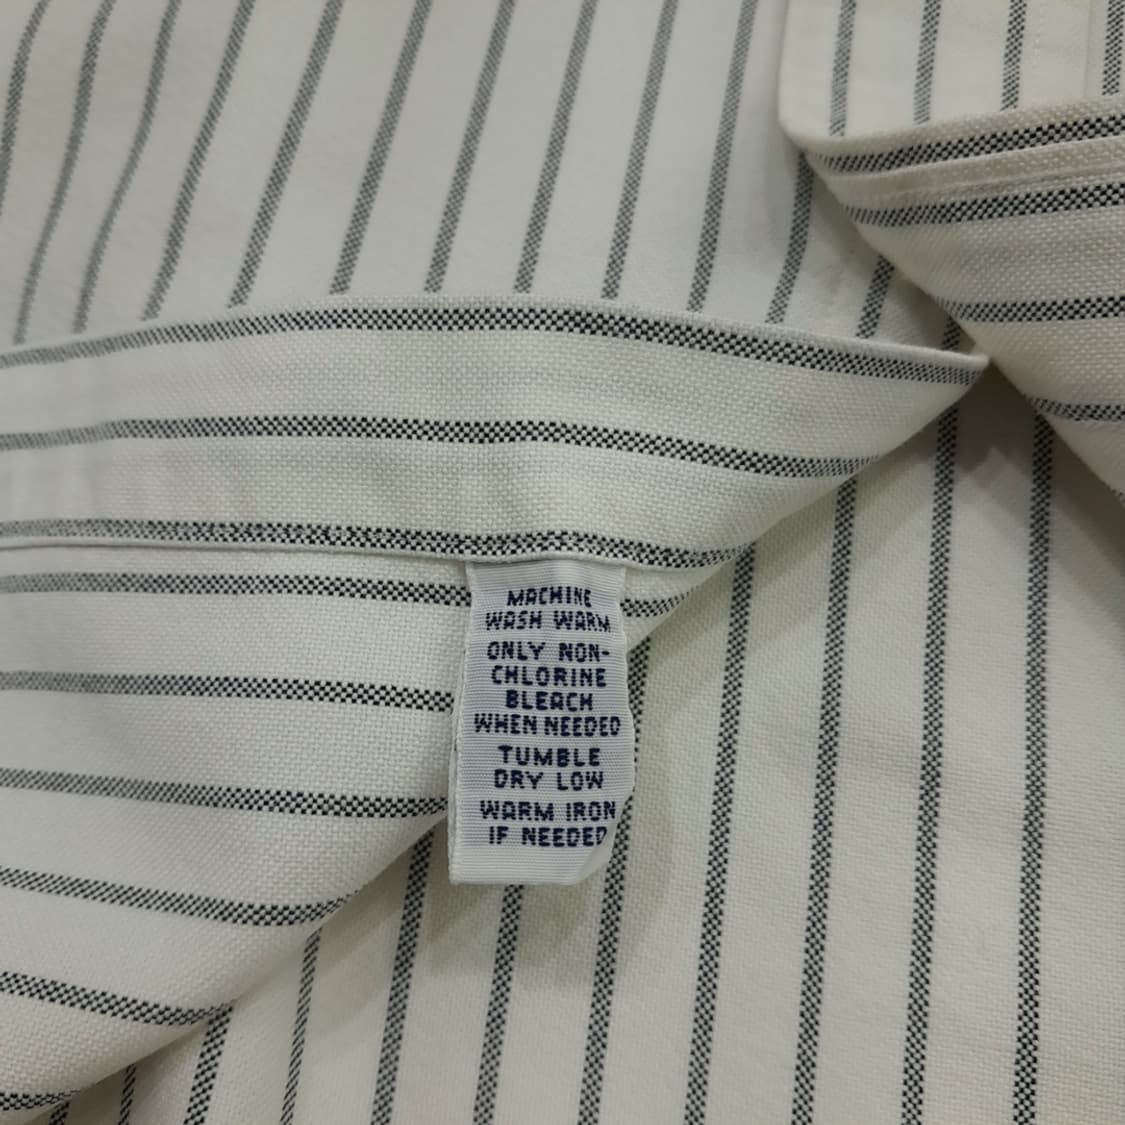 MACHINE
WASH WARM
ONLY NON-
CHLORINE
BLEACH
WHEN NEEDED
TUMBLE
DRY LOW
WARM IRON
IF NEEDED